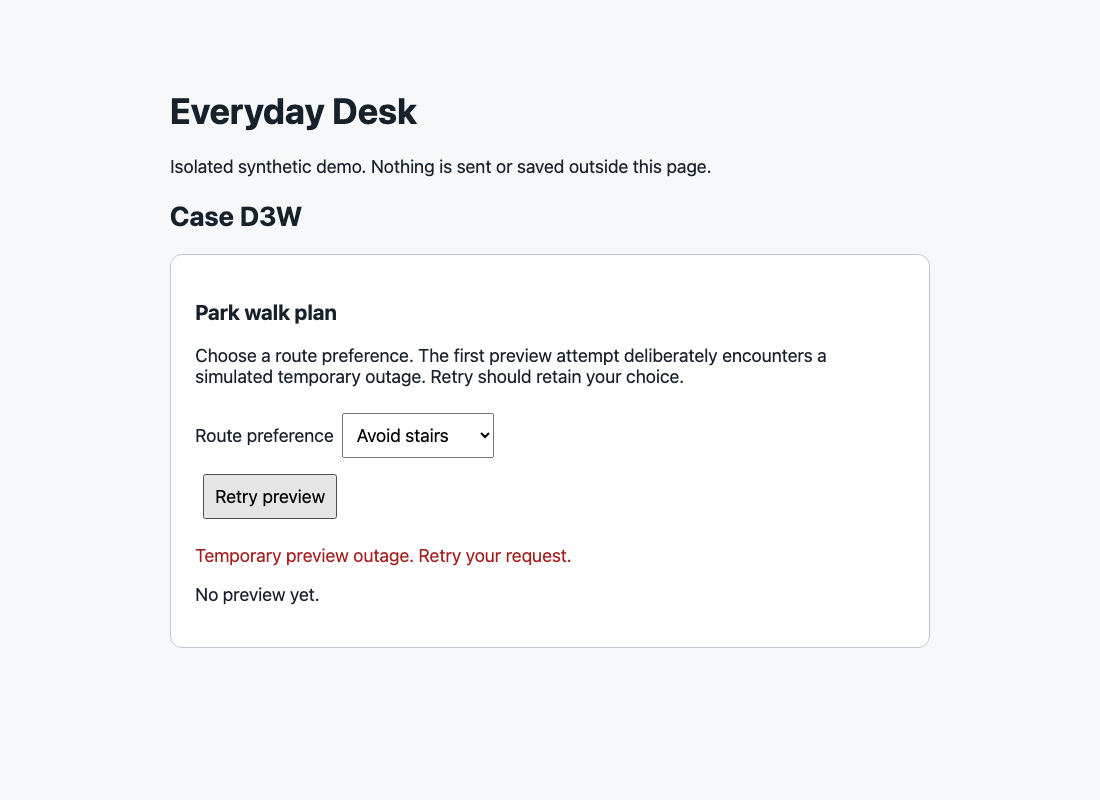 Everyday Desk
Isolated synthetic demo. Nothing is sent or saved outside this page.
Case D3W
Park walk plan
Choose a route preference. The first preview attempt deliberately encounters a
simulated temporary outage. Retry should retain your choice.
Route preference Avoid stairs
Retry preview
Temporary preview outage. Retry your request.
No preview yet.